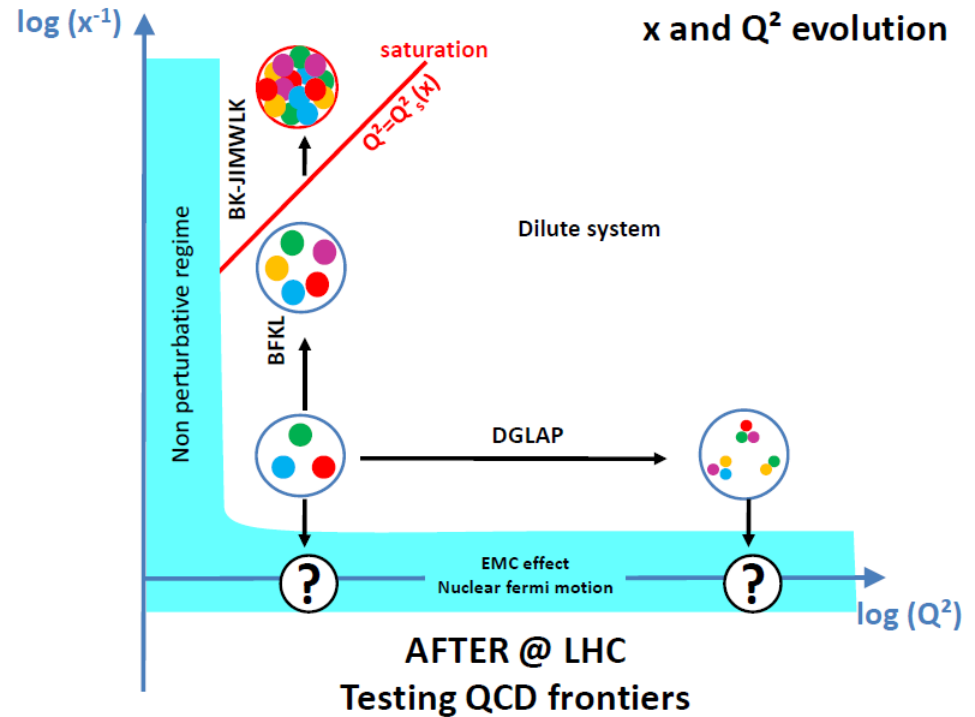 log (x⁻¹)
x and Q² evolution
saturation
Q²=Q²ₛ(x)
BK-JIMWLK
Non perturbative regime
Dilute system
BFKL
DGLAP
?
?
EMC effect
Nuclear fermi motion
log (Q²)
AFTER @ LHC
Testing QCD frontiers